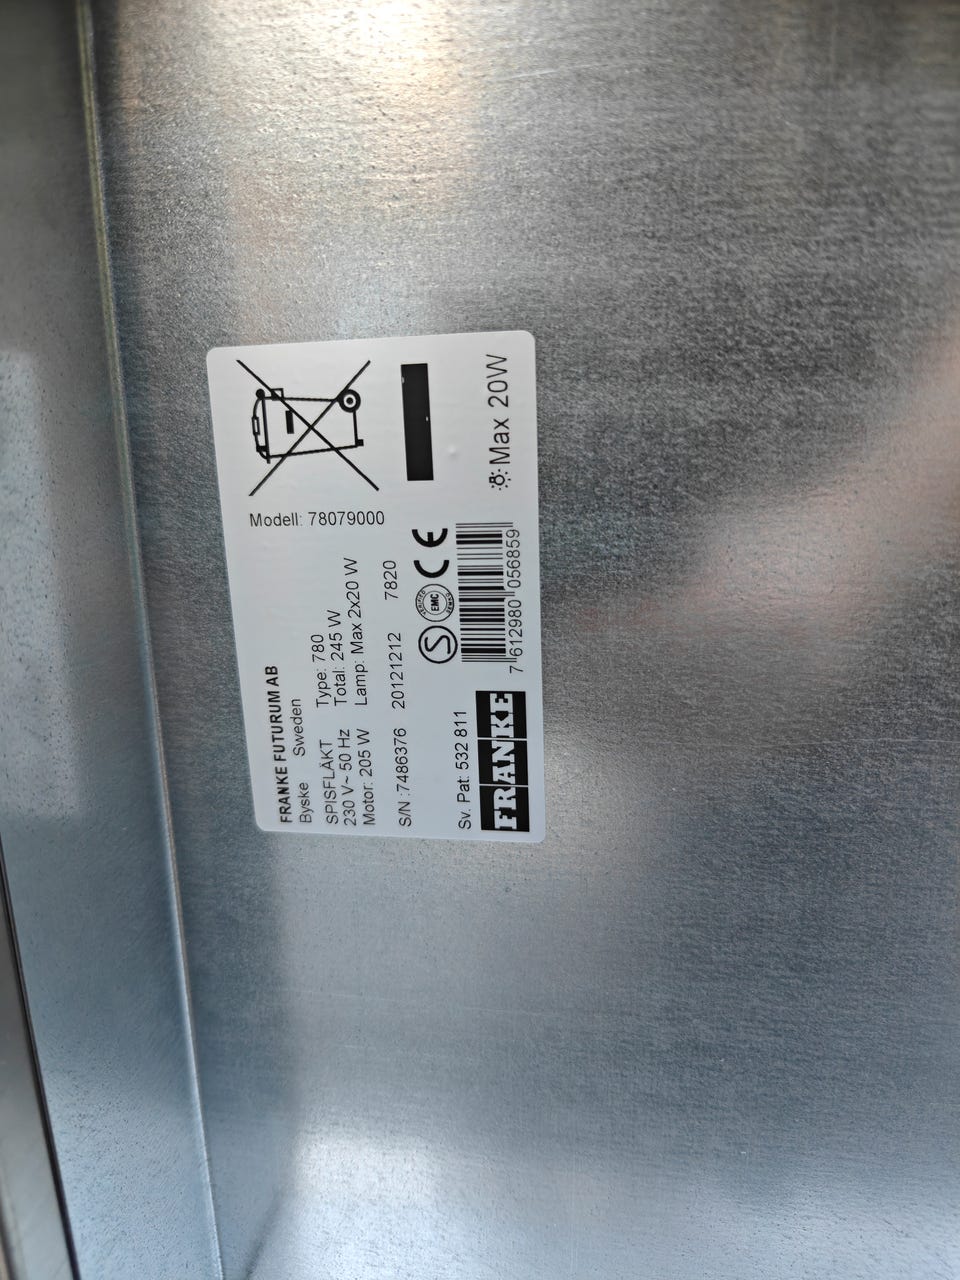 FRANKE FUTURUM AB
Byske Sweden
Modell: 78079000
SPISFLÄKT Type: 780
230 V~ 50 Hz Total: 245 W
Motor: 205 W Lamp: Max 2x20 W
S/N :7486376 20121212 7820
Sv. Pat: 532 811
S EMC CE
FRANKE
7 612980 056859
Max 20W